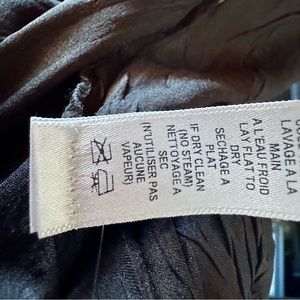 LAVAGE A LA
MAIN
A L'EAU FROID
LAY FLAT TO
DRY
SECHAGE A
PLAT
IF DRY CLEAN
(NO STEAM)
NETTOYAGE A
SEC
(N'UTILISER PAS
AUCUNE
VAPEUR)